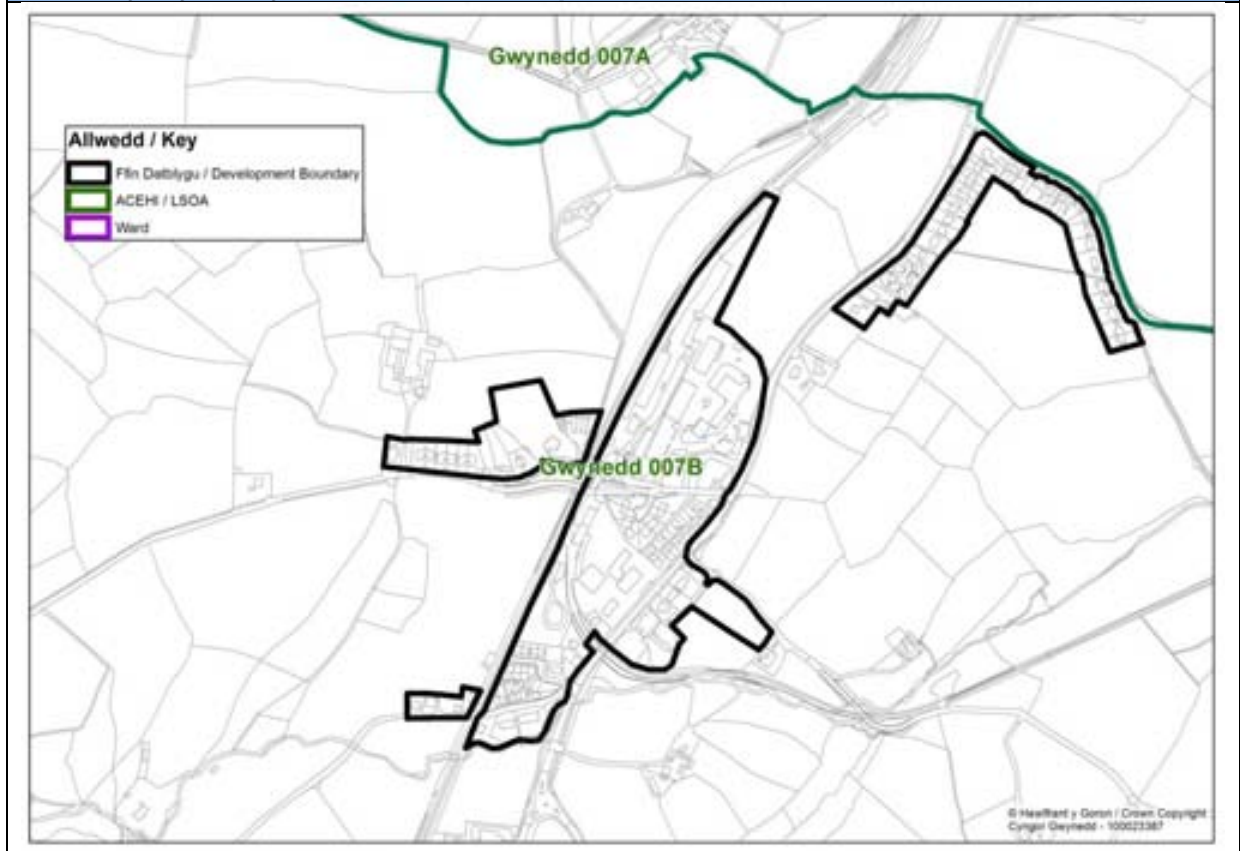 Gwynedd 007A
Allwedd / Key
Ffin Datblygu / Development Boundary
ACEHI / LSOA
Ward
Gwynedd 007B
© Hawlfraint y Goron / Crown Copyright
Cyngor Gwynedd - 100023387